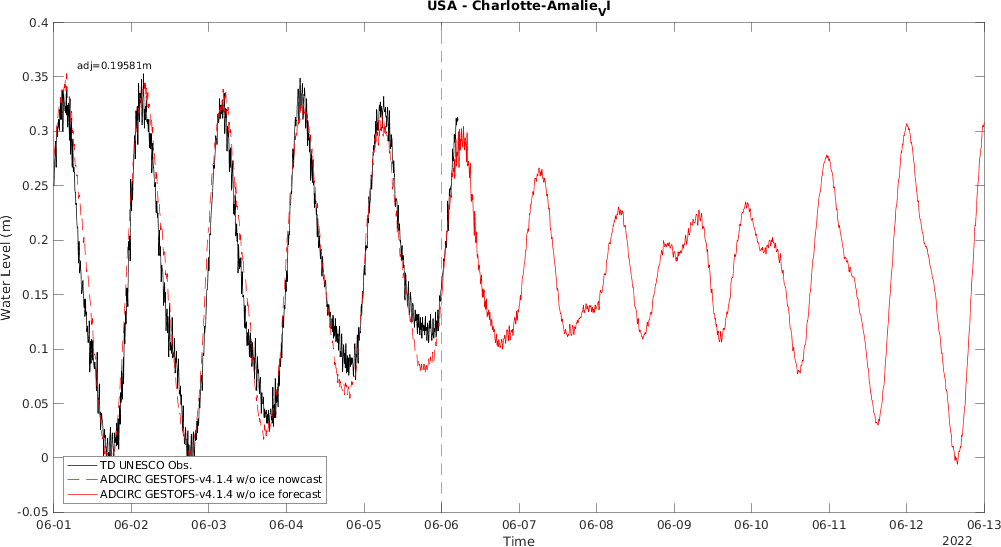 USA - Charlotte-Amalie_VI
0.4
0.35
0.3
0.25
0.2
0.15
0.1
0.05
0
-0.05
Water Level (m)
adj=0.19581m
TD UNESCO Obs.
ADCIRC GESTOFS-v4.1.4 w/o ice nowcast
ADCIRC GESTOFS-v4.1.4 w/o ice forecast
06-01 06-02 06-03 06-04 06-05 06-06 06-07 06-08 06-09 06-10 06-11 06-12 06-13
Time
2022